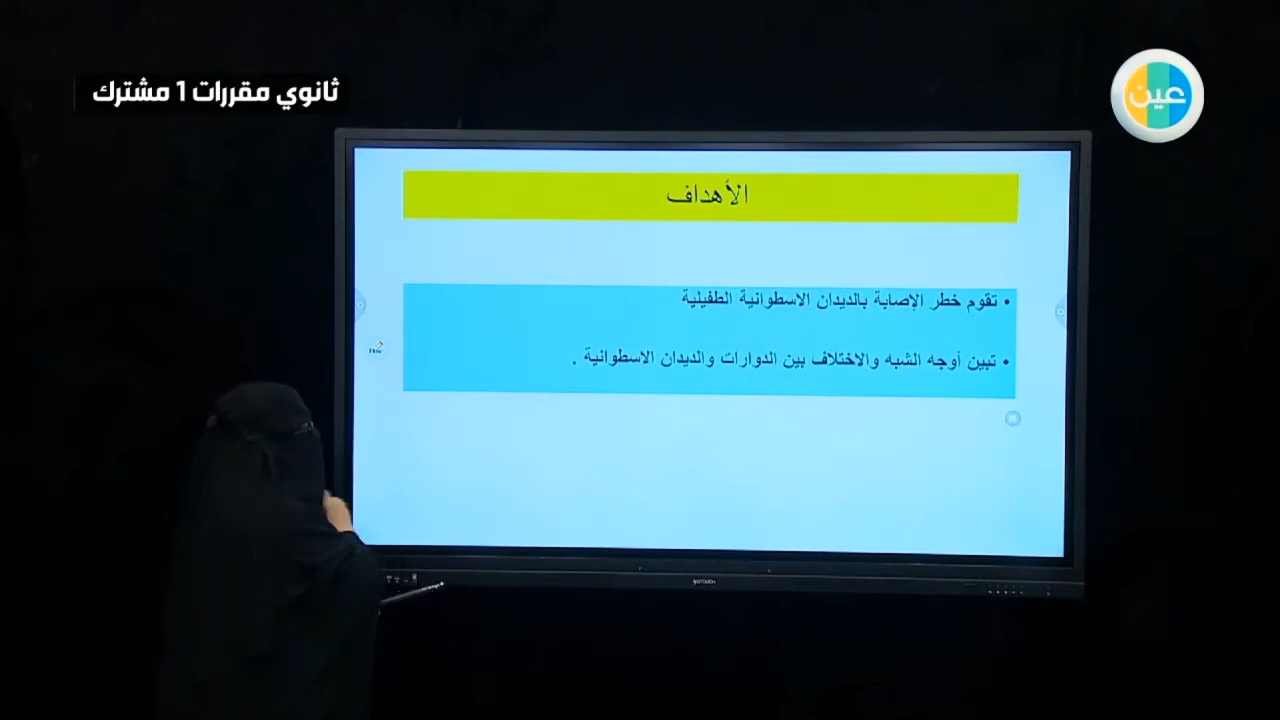 ثانوي مقررات 1 مشترك
عين
الأهداف
• تقوم خطر الإصابة بالديدان الاسطوانية الطفيلية
• تبين أوجه الشبه والاختلاف بين الدوارات والديدان الاسطوانية .